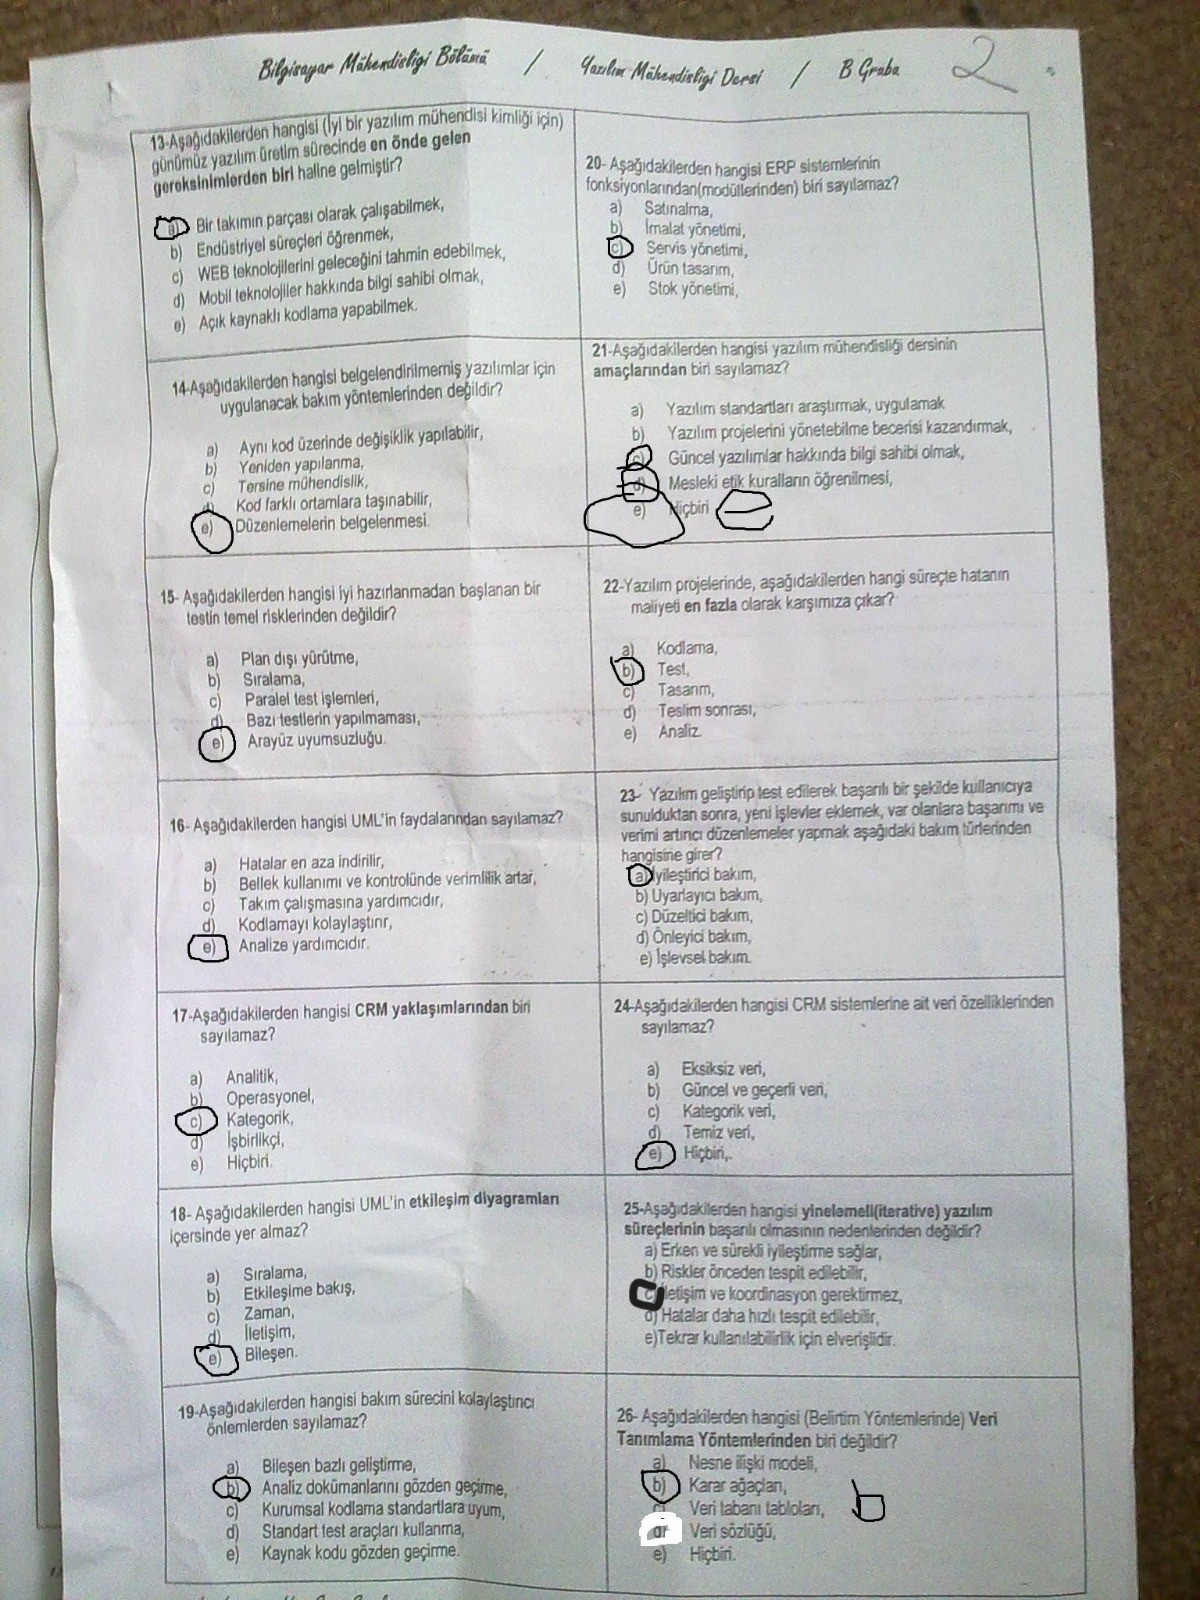 Bilgisayar Mühendisligi Bölümü / Yazılım Mühendisligi Dersi / B Grubu 2
13-Aşağıdakilerden hangisi (İyi bir yazılım mühendisi kimliği için)
günümüz yazılım üretim sürecinde en önde gelen
gereksinimlerden biri haline gelmiştir?
a) Bir takımın parçası olarak çalışabilmek,
b) Endüstriyel süreçleri öğrenmek,
c) WEB teknolojilerini geleceğini tahmin edebilmek,
d) Mobil teknolojiler hakkında bilgi sahibi olmak,
e) Açık kaynaklı kodlama yapabilmek.
14-Aşağıdakilerden hangisi belgelendirilmemiş yazılımlar için
uygulanacak bakım yöntemlerinden değildir?
a) Aynı kod üzerinde değişiklik yapılabilir,
b) Yeniden yapılanma,
c) Tersine mühendislik,
d) Kod farklı ortamlara taşınabilir,
e) Düzenlemelerin belgelenmesi.
15- Aşağıdakilerden hangisi iyi hazırlanmadan başlanan bir
testin temel risklerinden değildir?
a) Plan dışı yürütme,
b) Sıralama,
c) Paralel test işlemleri,
d) Bazı testlerin yapılmaması,
e) Arayüz uyumsuzluğu.
16- Aşağıdakilerden hangisi UML'in faydalarından sayılamaz?
a) Hatalar en aza indirilir,
b) Bellek kullanımı ve kontrolünde verimlilik artar,
c) Takım çalışmasına yardımcıdır,
d) Kodlamayı kolaylaştırır,
e) Analize yardımcıdır.
17-Aşağıdakilerden hangisi CRM yaklaşımlarından biri
sayılamaz?
a) Analitik,
b) Operasyonel,
c) Kategorik,
d) İşbirlikçi,
e) Hiçbiri.
18- Aşağıdakilerden hangisi UML'in etkileşim diyagramları
içersinde yer almaz?
a) Sıralama,
b) Etkileşime bakış,
c) Zaman,
d) İletişim,
e) Bileşen.
19-Aşağıdakilerden hangisi bakım sürecini kolaylaştırıcı
önlemlerden sayılamaz?
a) Bileşen bazlı geliştirme,
b) Analiz dokümanlarını gözden geçirme,
c) Kurumsal kodlama standartlara uyum,
d) Standart test araçları kullanma,
e) Kaynak kodu gözden geçirme.
20- Aşağıdakilerden hangisi ERP sistemlerinin
fonksiyonlarından(modüllerinden) biri sayılamaz?
a) Satınalma,
b) İmalat yönetimi,
c) Servis yönetimi,
d) Ürün tasarım,
e) Stok yönetimi,
21-Aşağıdakilerden hangisi yazılım mühendisliği dersinin
amaçlarından biri sayılamaz?
a) Yazılım standartları araştırmak, uygulamak
b) Yazılım projelerini yönetebilme becerisi kazandırmak,
c) Güncel yazılımlar hakkında bilgi sahibi olmak,
d) Mesleki etik kuralların öğrenilmesi,
e) Hiçbiri
22-Yazılım projelerinde, aşağıdakilerden hangi süreçte hatanın
maliyeti en fazla olarak karşımıza çıkar?
a) Kodlama,
b) Test,
c) Tasarım,
d) Teslim sonrası,
e) Analiz.
23- Yazılım geliştirip test edilerek başarılı bir şekilde kullanıcıya
sunulduktan sonra, yeni işlevler eklemek, var olanlara başarımı ve
verimi artırıcı düzenlemeler yapmak aşağıdaki bakım türlerinden
hangisine girer?
a) İyileştirici bakım,
b) Uyarlayıcı bakım,
c) Düzeltici bakım,
d) Önleyici bakım,
e) İşlevsel bakım.
24-Aşağıdakilerden hangisi CRM sistemlerine ait veri özelliklerinden
sayılamaz?
a) Eksiksiz veri,
b) Güncel ve geçerli veri,
c) Kategorik veri,
d) Temiz veri,
e) Hiçbiri,.
25-Aşağıdakilerden hangisi yinelemeli(iterative) yazılım
süreçlerinin başarılı olmasının nedenlerinden değildir?
a) Erken ve sürekli iyileştirme sağlar,
b) Riskler önceden tespit edilebilir,
c) İletişim ve koordinasyon gerektirmez,
d) Hatalar daha hızlı tespit edilebilir,
e)Tekrar kullanılabilirlik için elverişlidir.
26- Aşağıdakilerden hangisi (Belirtim Yöntemlerinde) Veri
Tanımlama Yöntemlerinden biri değildir?
a) Nesne ilişki modeli,
b) Karar ağaçları,
c) Veri tabanı tabloları, b
d) Veri sözlüğü,
e) Hiçbiri.